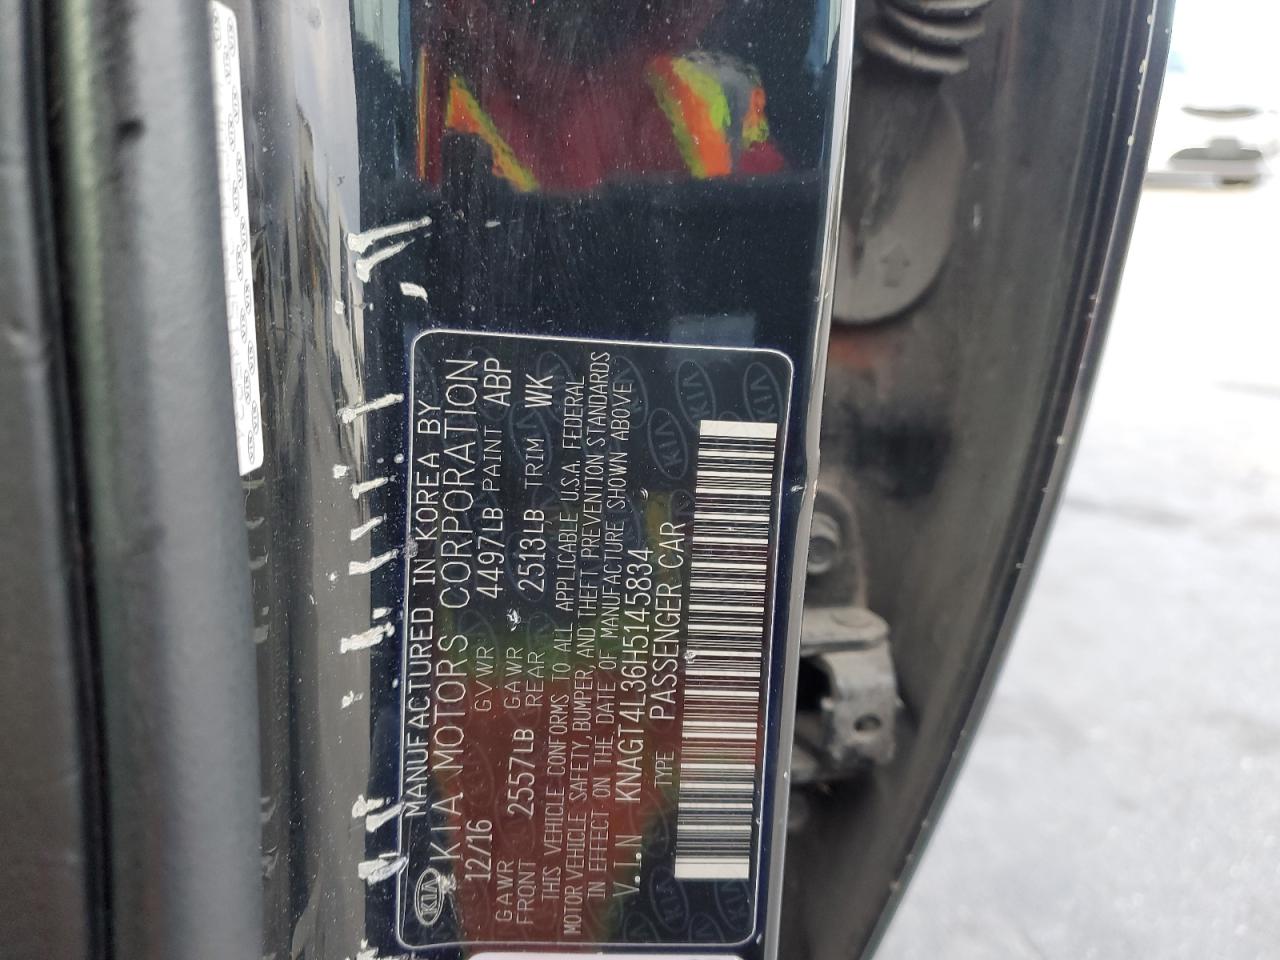 MANUFACTURED IN KOREA BY
KIA KIA MOTORS CORPORATION
12/16 GVWR 4497LB PAINT ABP
GAWR FRONT 2557LB GAWR REAR 2513LB TRIM WK
THIS VEHICLE CONFORMS TO ALL APPLICABLE U.S.A. FEDERAL
MOTOR VEHICLE SAFETY, BUMPER, AND THEFT PREVENTION STANDARDS
IN EFFECT ON THE DATE OF MANUFACTURE SHOWN ABOVE
V.I.N KNAGT4L36H5145834
TYPE PASSENGER CAR